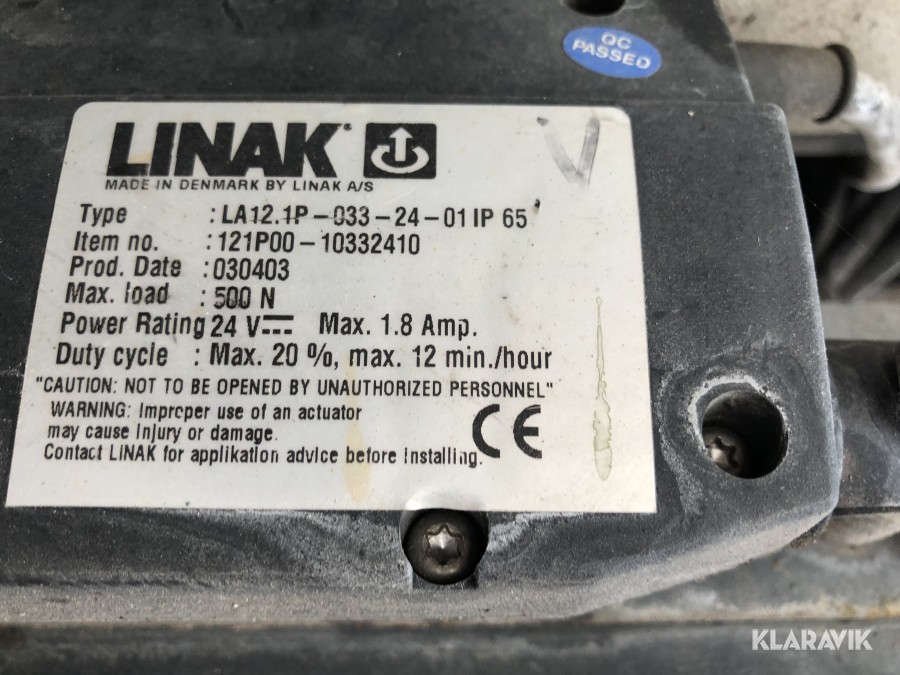 QC
PASSED
LINAK
MADE IN DENMARK BY LINAK A/S
Type : LA12.1P-033-24-01 IP 65
Item no. : 121P00-10332410
Prod. Date : 030403
Max. load : 500 N
Power Rating 24 V Max. 1.8 Amp.
Duty cycle : Max. 20 %, max. 12 min./hour
"CAUTION: NOT TO BE OPENED BY UNAUTHORIZED PERSONNEL"
WARNING: Improper use of an actuator
may cause injury or damage.
Contact LINAK for applikation advice before installing.
CE
V
KLARAVIK